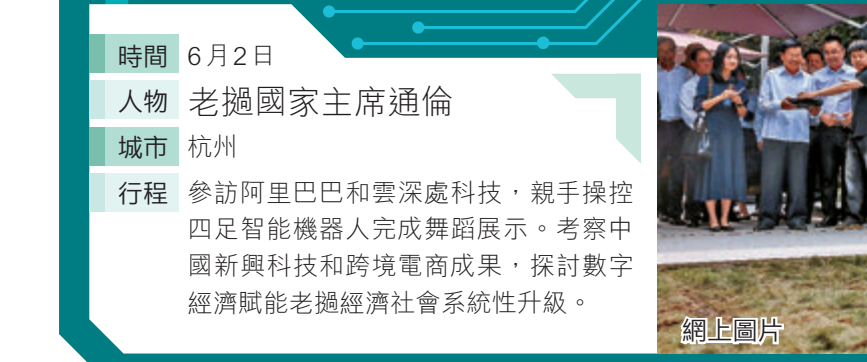 時間 6月2日
人物 老撾國家主席通倫
城市 杭州
行程 參訪阿里巴巴和雲深處科技，親手操控
四足智能機器人完成舞蹈展示。考察中
國新興科技和跨境電商成果，探討數字
經濟賦能老撾經濟社會系統性升級。
網上圖片